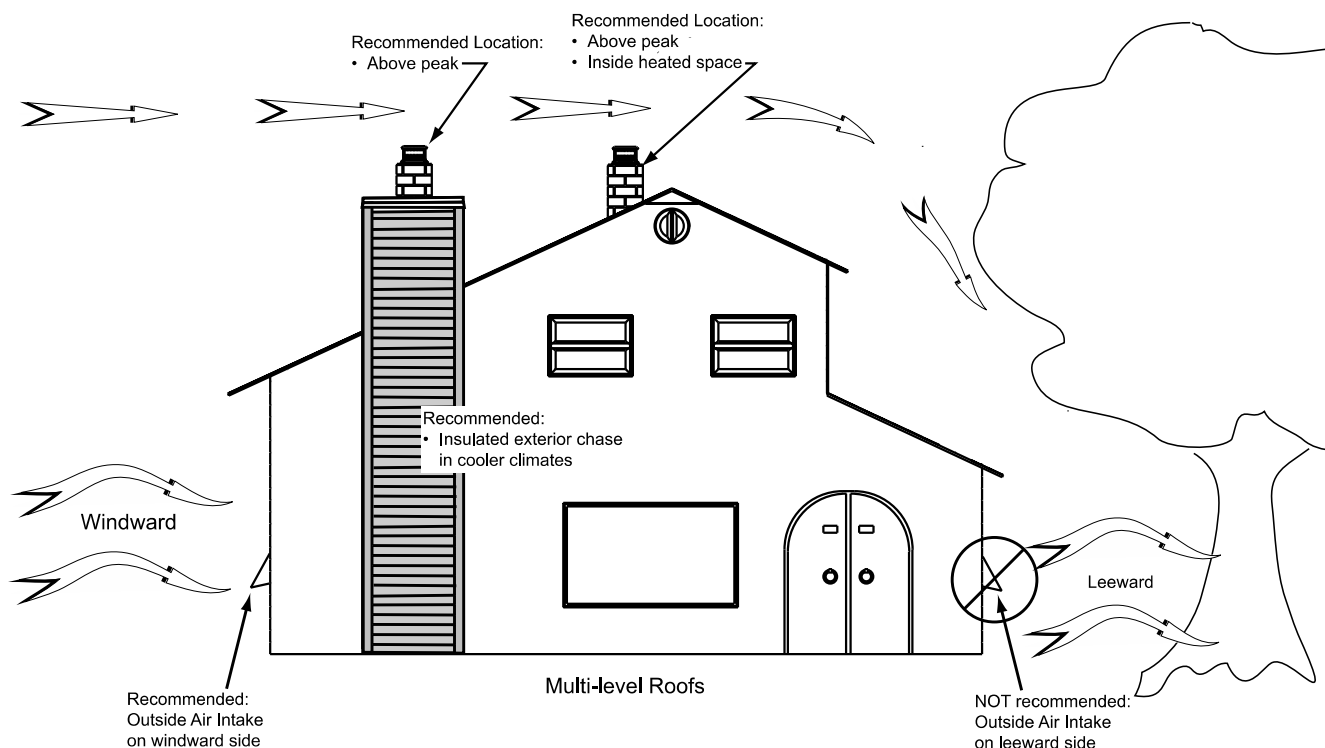 Recommended Location:
• Above peak
Recommended Location:
• Above peak
• Inside heated space
Recommended:
• Insulated exterior chase
in cooler climates
Windward
Leeward
Recommended:
Outside Air Intake
on windward side
Multi-level Roofs
NOT recommended:
Outside Air Intake
on leeward side